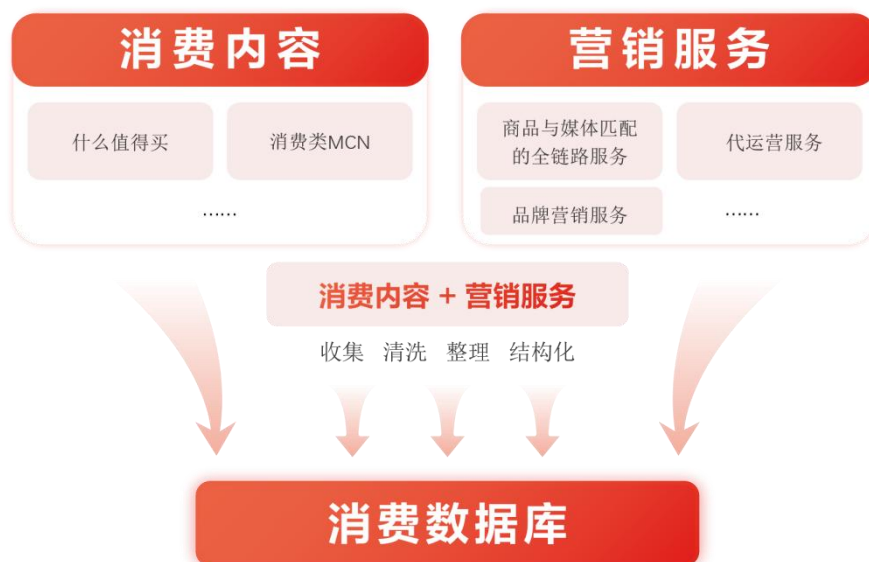 消费内容
什么值得买
消费类MCN
……
营销服务
商品与媒体匹配
的全链路服务
代运营服务
品牌营销服务
……
消费内容 + 营销服务
收集 清洗 整理 结构化
消费数据库